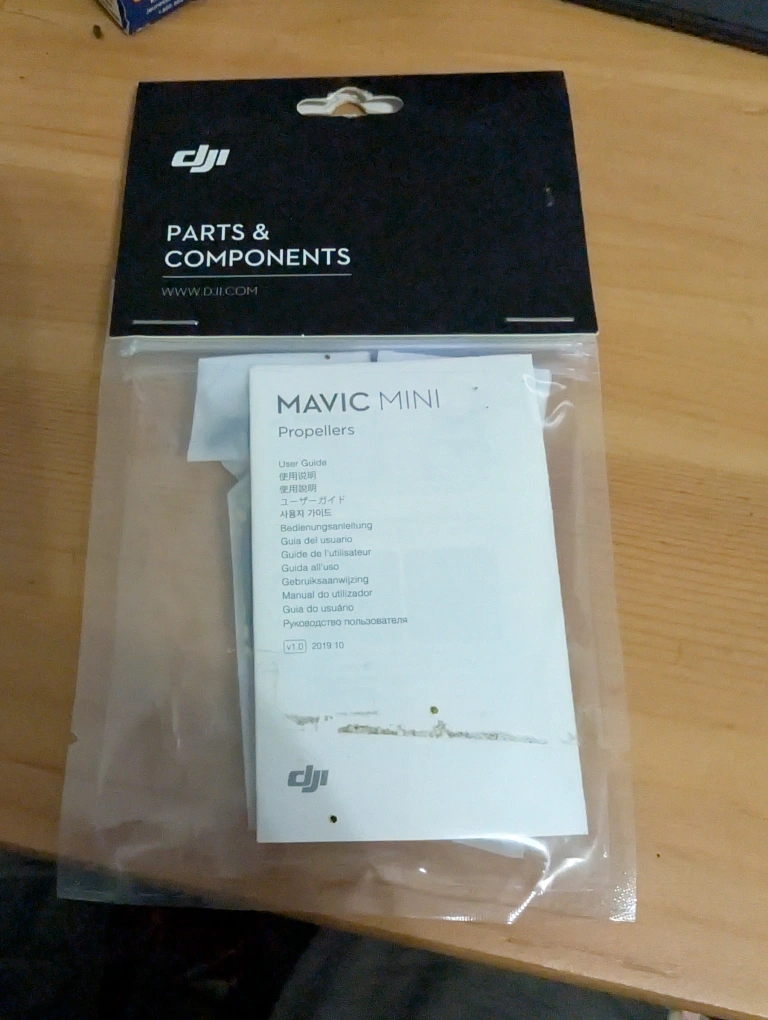 dji
PARTS &
COMPONENTS
WWW.DJI.COM
MAVIC MINI
Propellers
User Guide
使用说明
使用說明
ユーザーガイド
사용자 가이드
Bedienungsanleitung
Guía del usuario
Guide de l'utilisateur
Guida all'uso
Gebruiksaanwijzing
Manual do utilizador
Guia do usuário
Руководство пользователя
v1.0 2019.10
dji